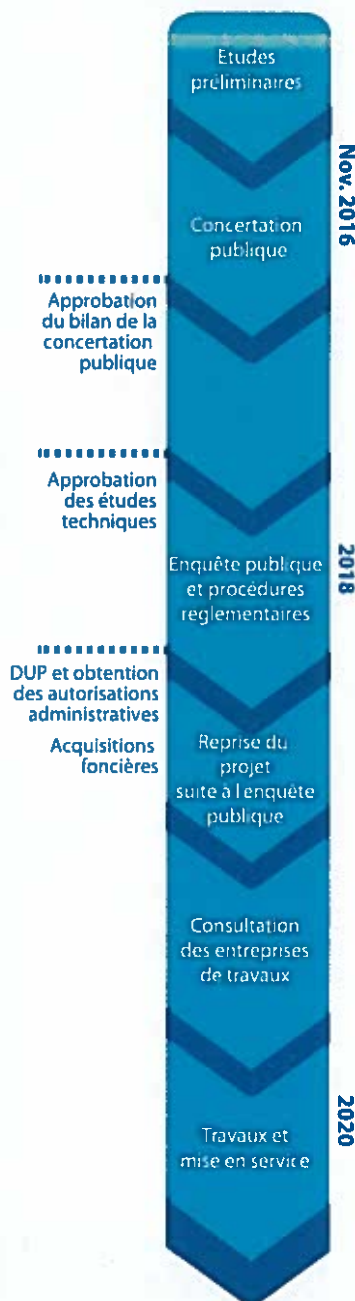 Etudes
préliminaires
Nov. 2016
Concertation
publique
Approbation
du bilan de la
concertation
publique
Approbation
des études
techniques
2018
Enquête publique
et procédures
reglementaires
DUP et obtention
des autorisations
administratives
Acquisitions
foncières
Reprise du
projet
suite à l'enquête
publique
Consultation
des entreprises
de travaux
2020
Travaux et
mise en service